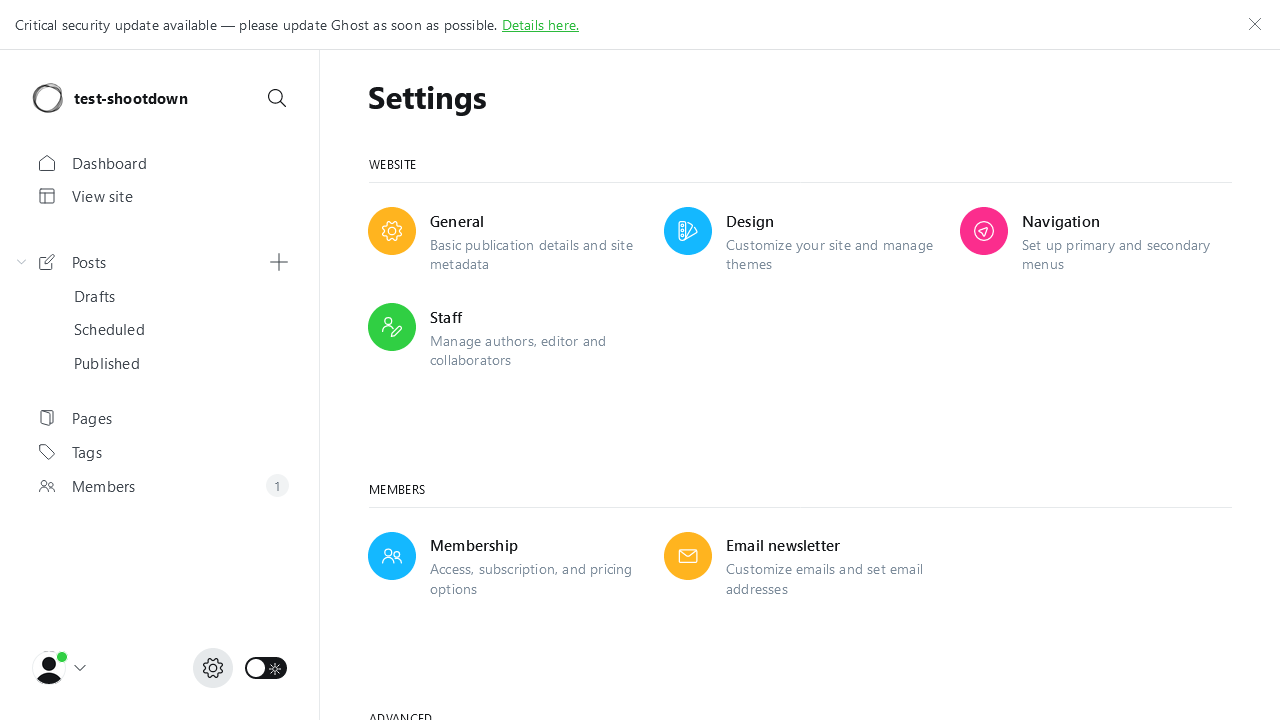 Critical security update available — please update Ghost as soon as possible. Details here.
test-shootdown
Dashboard
View site
Posts
Drafts
Scheduled
Published
Pages
Tags
Members
1
Settings
WEBSITE
General
Basic publication details and site
metadata
Design
Customize your site and manage
themes
Navigation
Set up primary and secondary
menus
Staff
Manage authors, editor and
collaborators
MEMBERS
Membership
Access, subscription, and pricing
options
Email newsletter
Customize emails and set email
addresses
ADVANCED